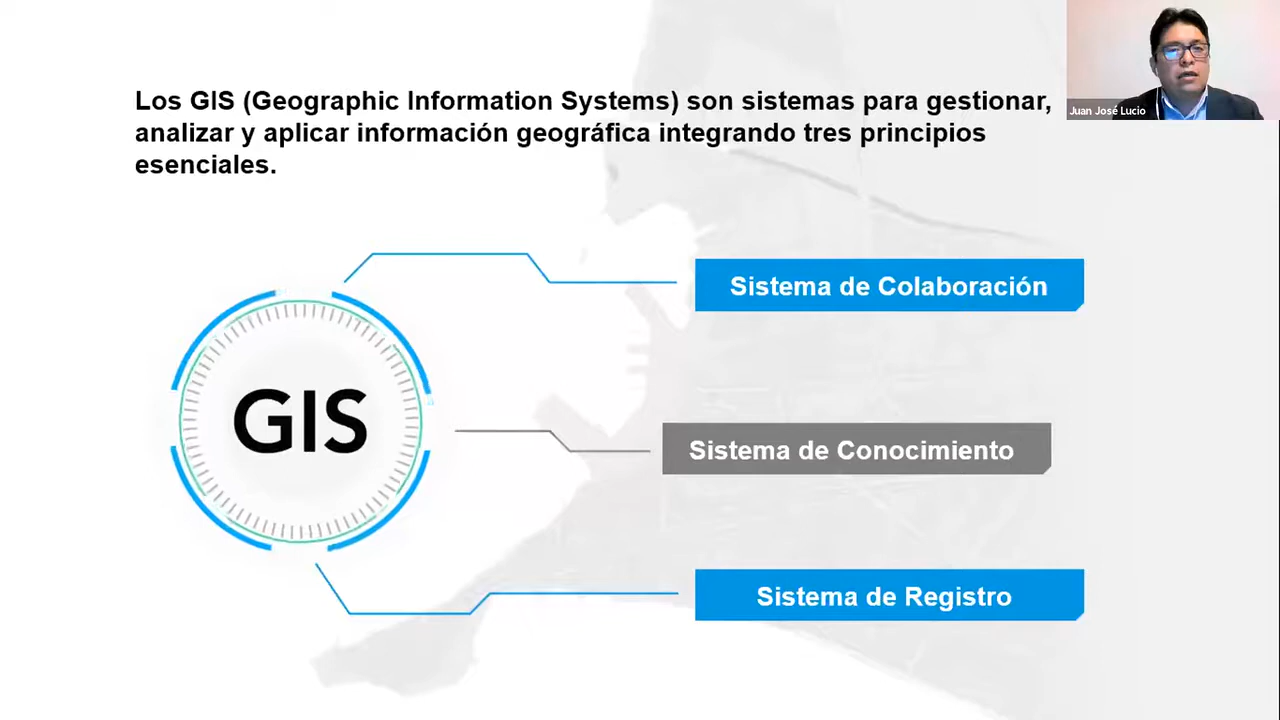 Juan José Lucio
Los GIS (Geographic Information Systems) son sistemas para gestionar,
analizar y aplicar información geográfica integrando tres principios
esenciales.
GIS
Sistema de Colaboración
Sistema de Conocimiento
Sistema de Registro